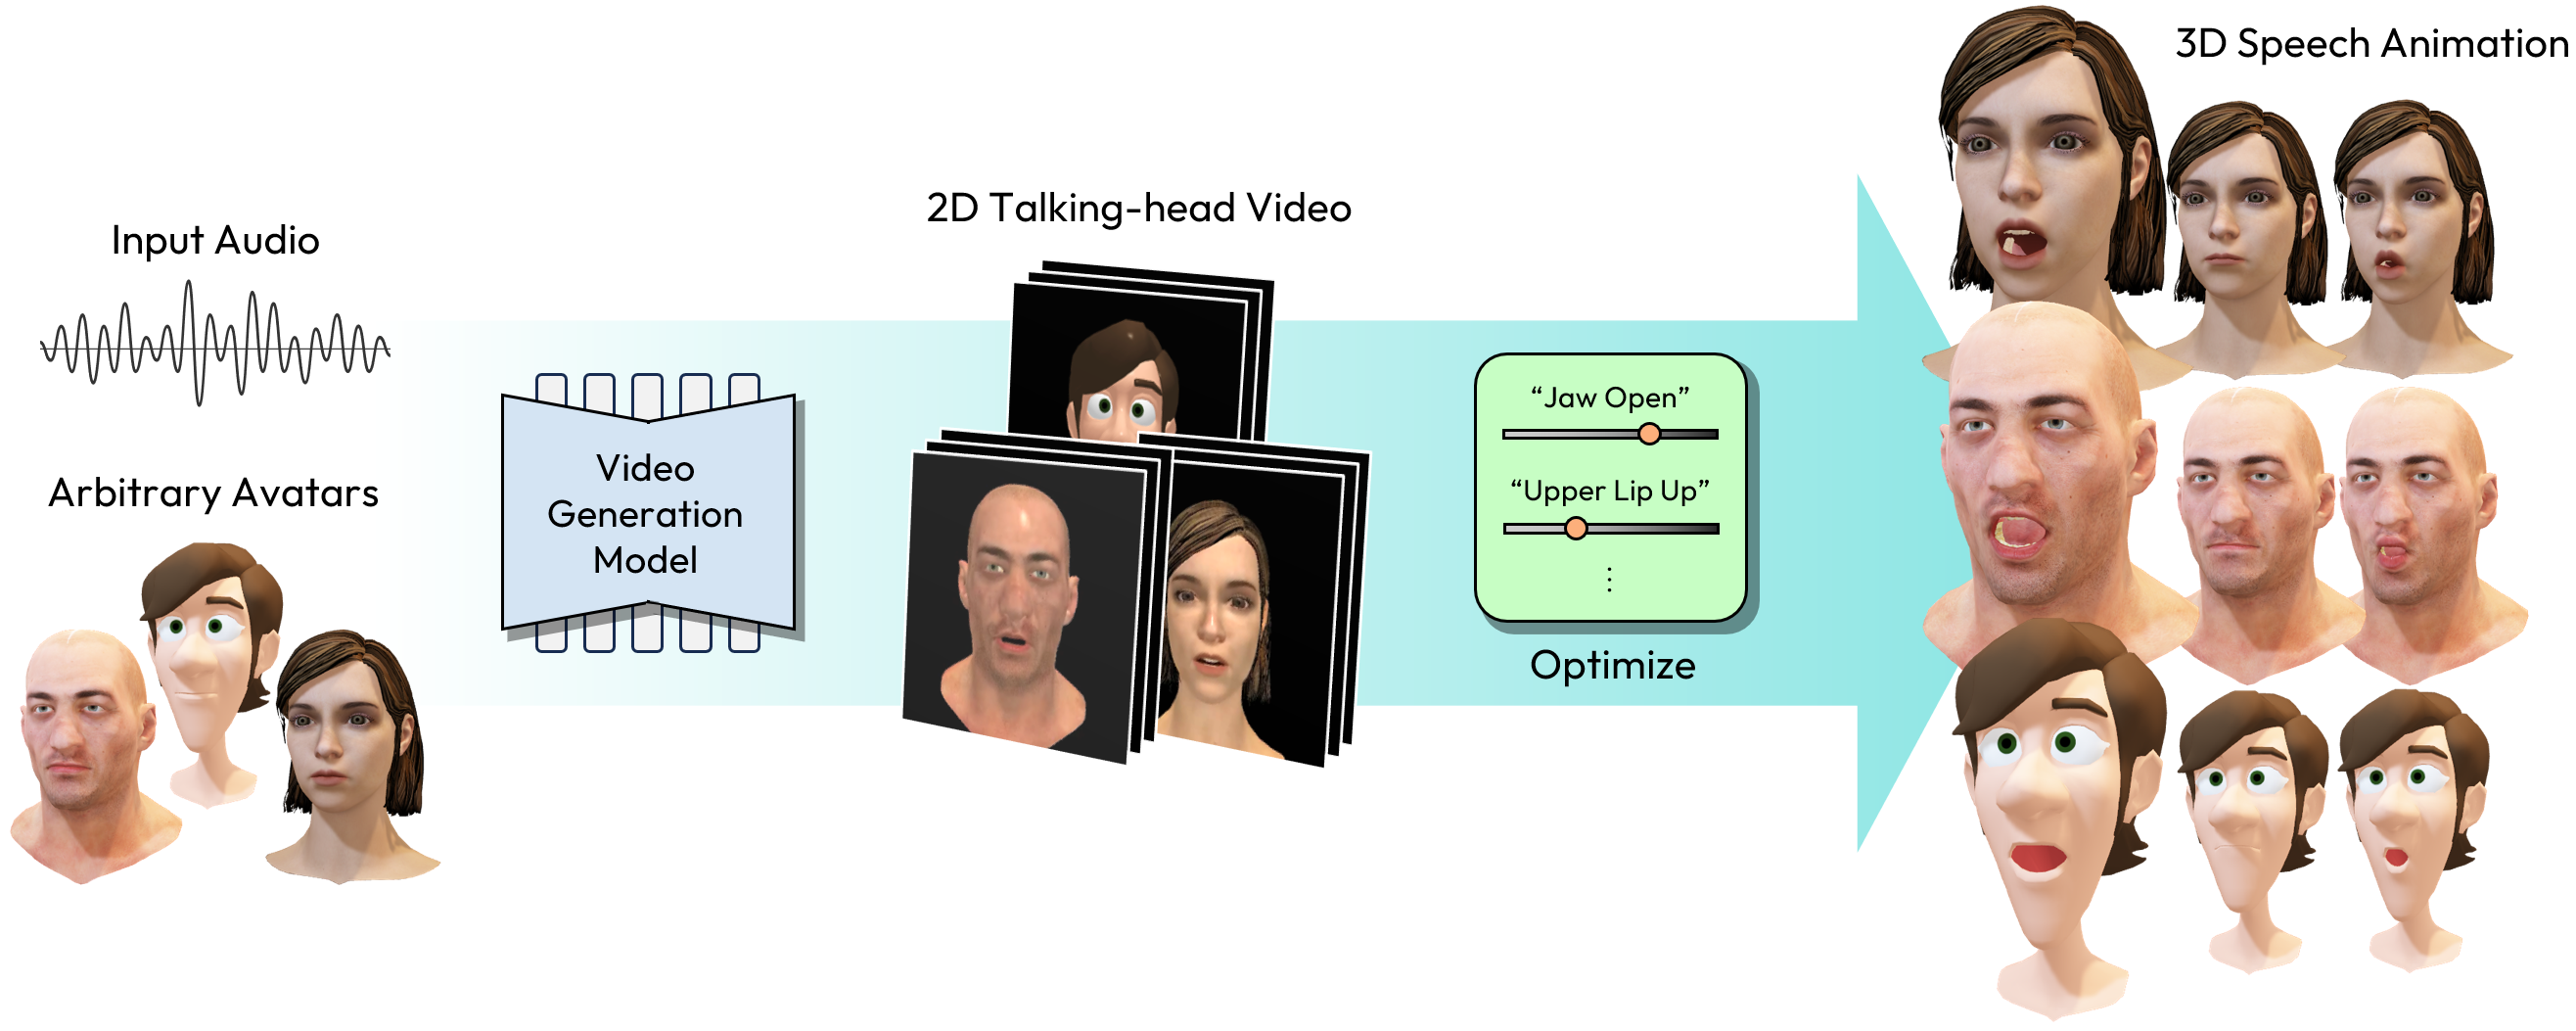 Input Audio
Arbitrary Avatars
Video
Generation
Model
2D Talking-head Video
“Jaw Open”
“Upper Lip Up”
⋮
Optimize
3D Speech Animation